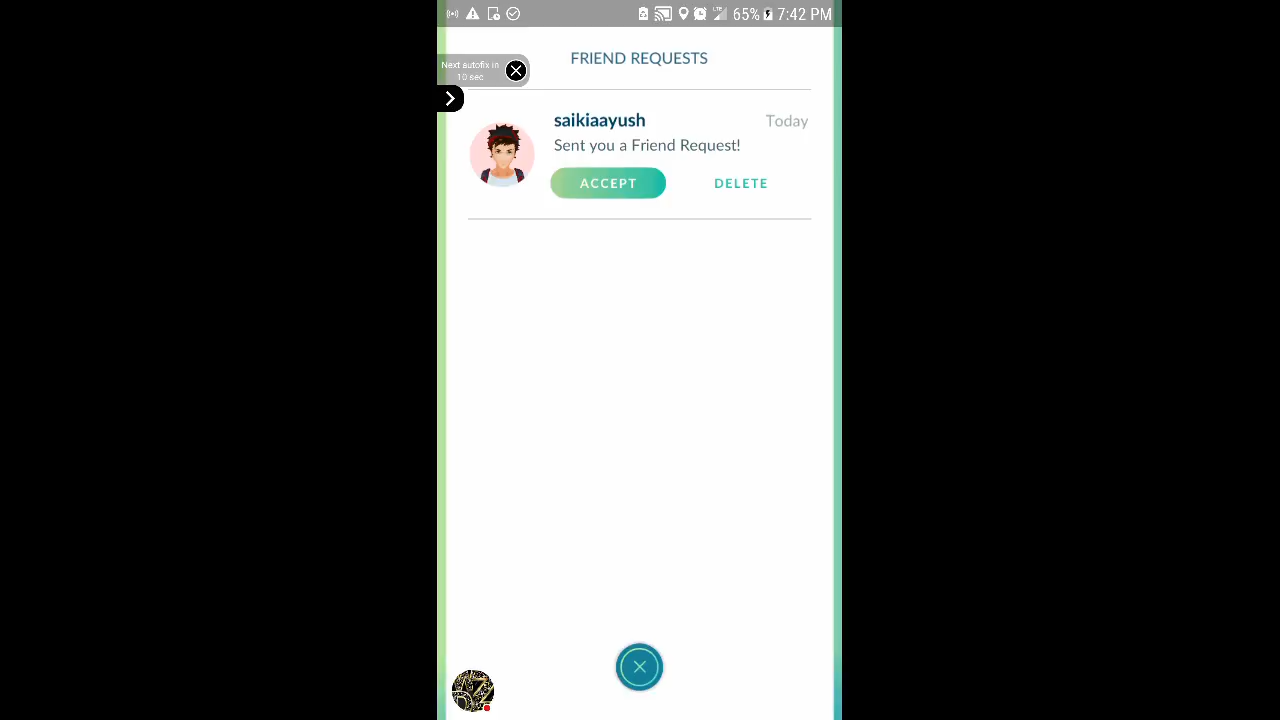 LTE 65% 7:42 PM
FRIEND REQUESTS
Next autofix in
10 sec
saikiaayush
Today
Sent you a Friend Request!
ACCEPT
DELETE